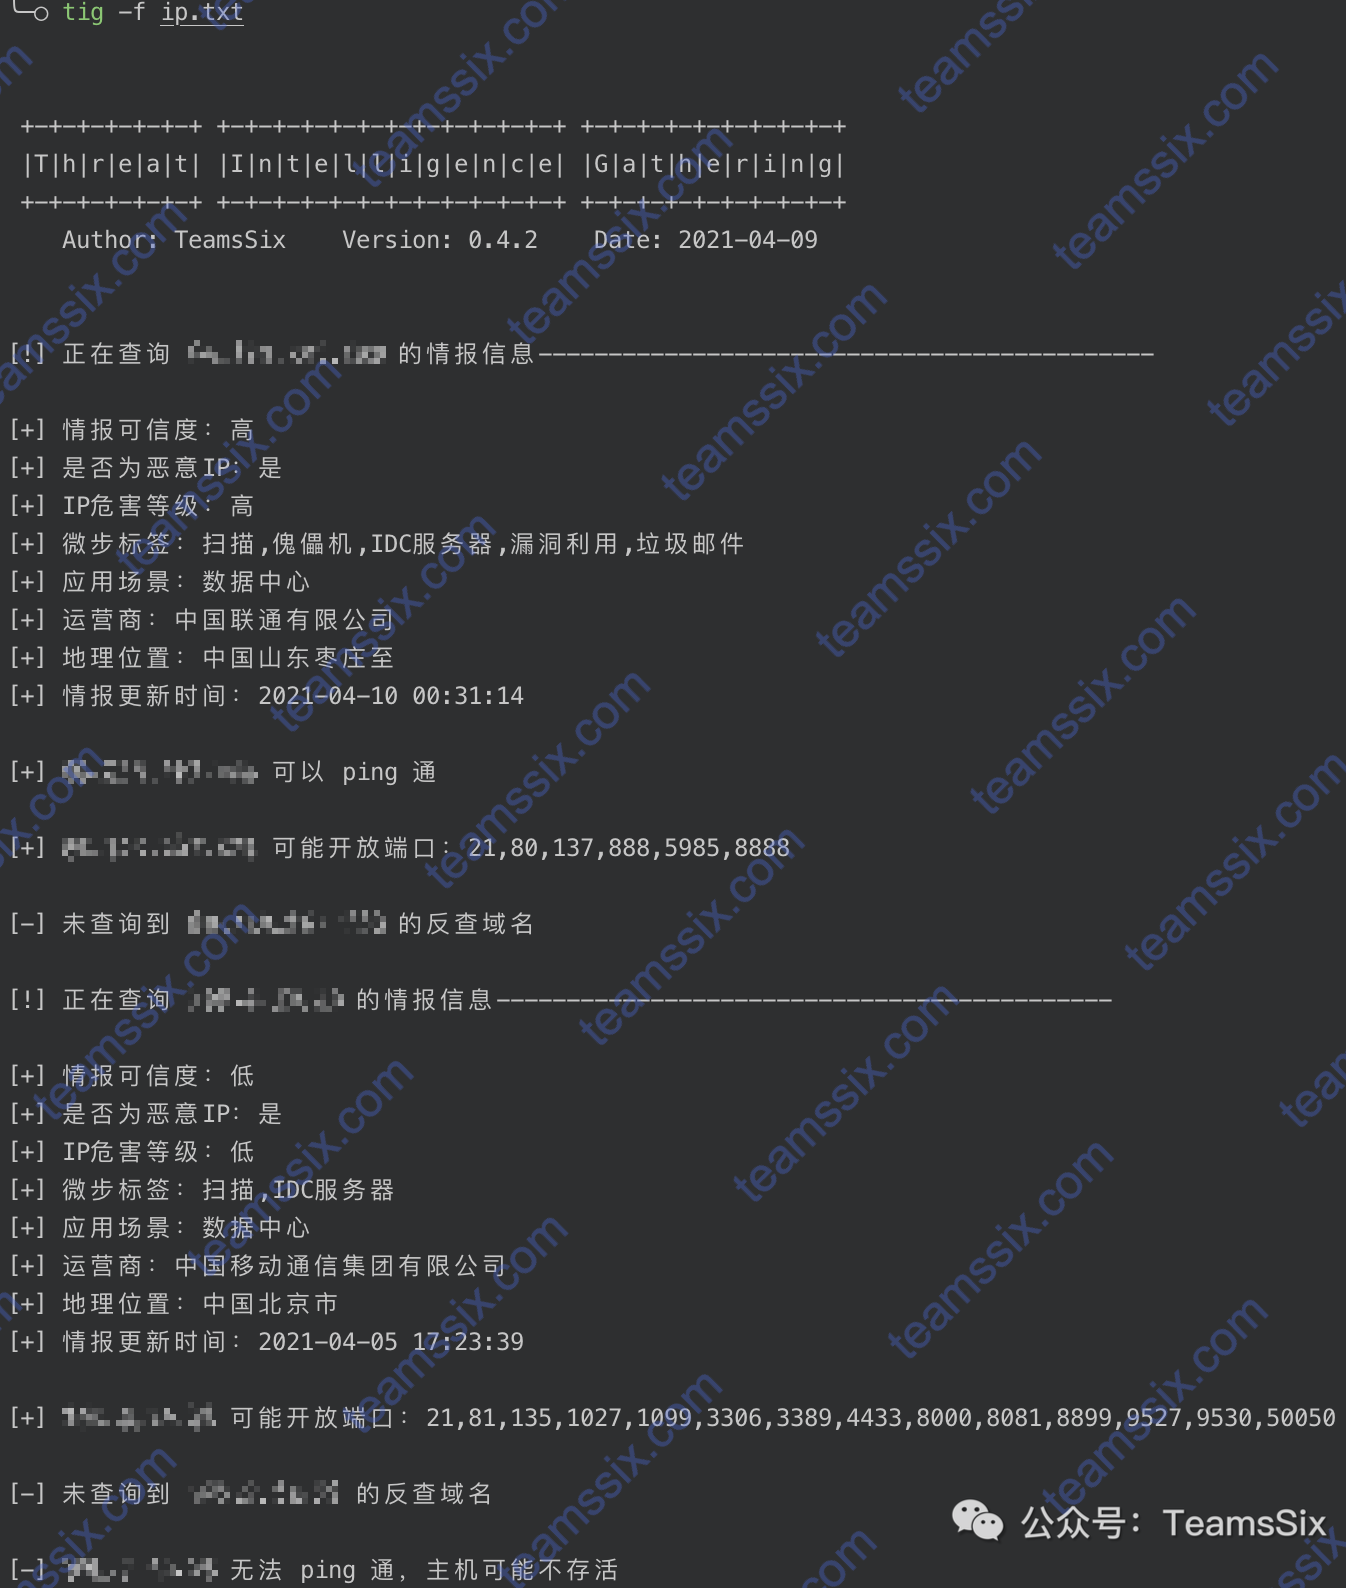 tig -f ip.txt
+-+-+-+-+-+-+ +-+-+-+-+-+-+-+-+-+-+-+-+ +-+-+-+-+-+-+-+-+-+
|T|h|r|e|a|t| |I|n|t|e|l|l|i|g|e|n|c|e| |G|a|t|h|e|r|i|n|g|
+-+-+-+-+-+-+ +-+-+-+-+-+-+-+-+-+-+-+-+ +-+-+-+-+-+-+-+-+-+
Author: TeamsSix Version: 0.4.2 Date: 2021-04-09
[!] 正在查询 的情报信息--------------------------------------------
[+] 情报可信度：高
[+] 是否为恶意IP：是
[+] IP危害等级：高
[+] 微步标签：扫描,傀儡机,IDC服务器,漏洞利用,垃圾邮件
[+] 应用场景：数据中心
[+] 运营商：中国联通有限公司
[+] 地理位置：中国山东枣庄至
[+] 情报更新时间：2021-04-10 00:31:14
[+] 可以 ping 通
[+] 可能开放端口：21,80,137,888,5985,8888
[-] 未查询到 的反查域名
[!] 正在查询 的情报信息--------------------------------------------
[+] 情报可信度：低
[+] 是否为恶意IP：是
[+] IP危害等级：低
[+] 微步标签：扫描,IDC服务器
[+] 应用场景：数据中心
[+] 运营商：中国移动通信集团有限公司
[+] 地理位置：中国北京市
[+] 情报更新时间：2021-04-05 17:23:39
[+] 可能开放端口：21,81,135,1027,1099,3306,3389,4433,8000,8081,8899,9527,9530,50050
[-] 未查询到 的反查域名
[-] 无法 ping 通，主机可能不存活
公众号：TeamsSix
teamssix.com